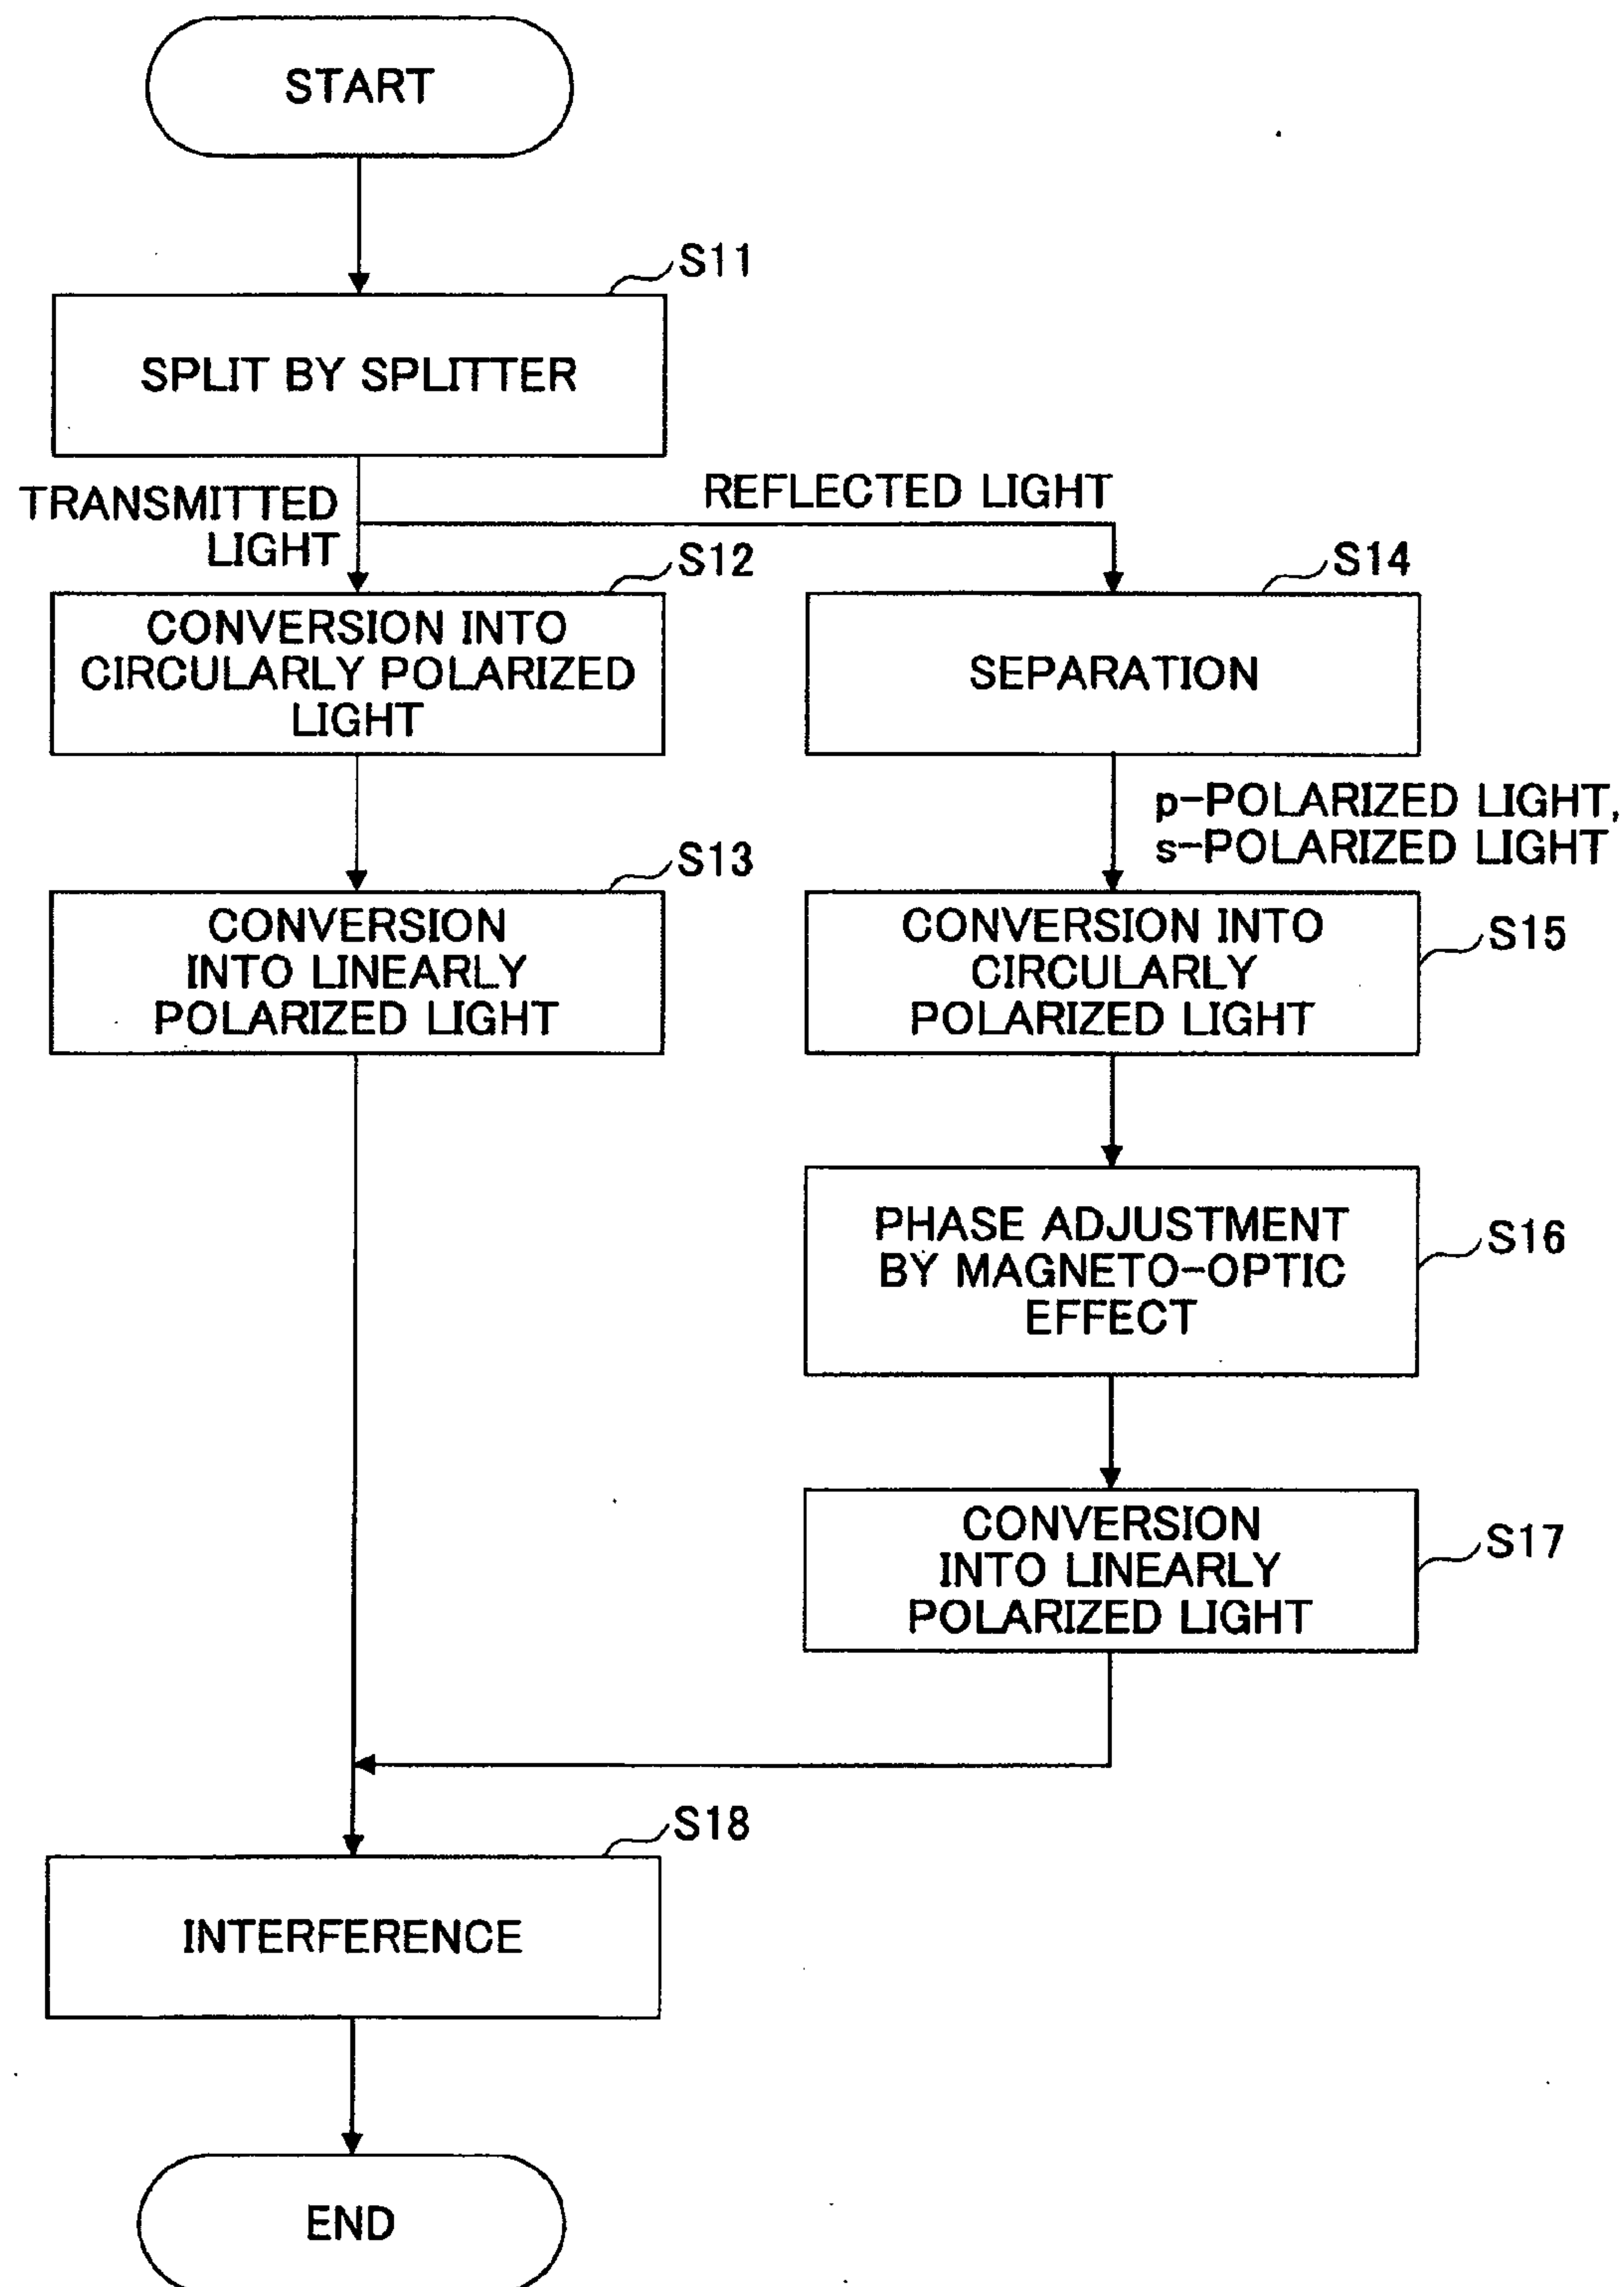 START
S11
SPLIT BY SPLITTER
TRANSMITTED
LIGHT
REFLECTED LIGHT
S12
CONVERSION INTO
CIRCULARLY POLARIZED
LIGHT
S14
SEPARATION
p-POLARIZED LIGHT,
s-POLARIZED LIGHT
S13
CONVERSION
INTO LINEARLY
POLARIZED LIGHT
S15
CONVERSION INTO
CIRCULARLY
POLARIZED LIGHT
S16
PHASE ADJUSTMENT
BY MAGNETO-OPTIC
EFFECT
S17
CONVERSION
INTO LINEARLY
POLARIZED LIGHT
S18
INTERFERENCE
END